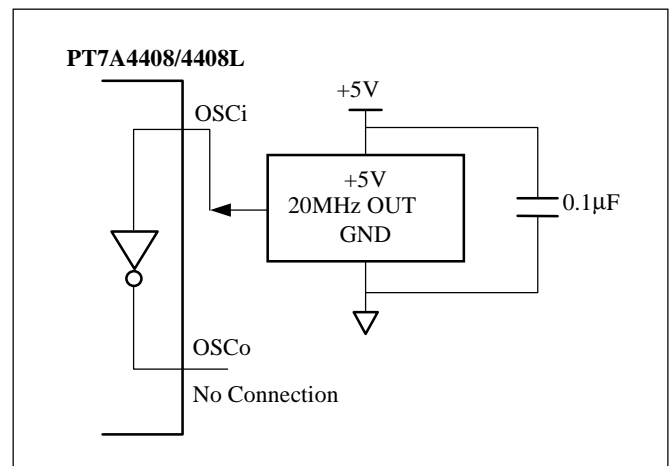 PT7A4408/4408L
OSCi
+5V
+5V
20MHz OUT
GND
0.1µF
OSCo
No Connection